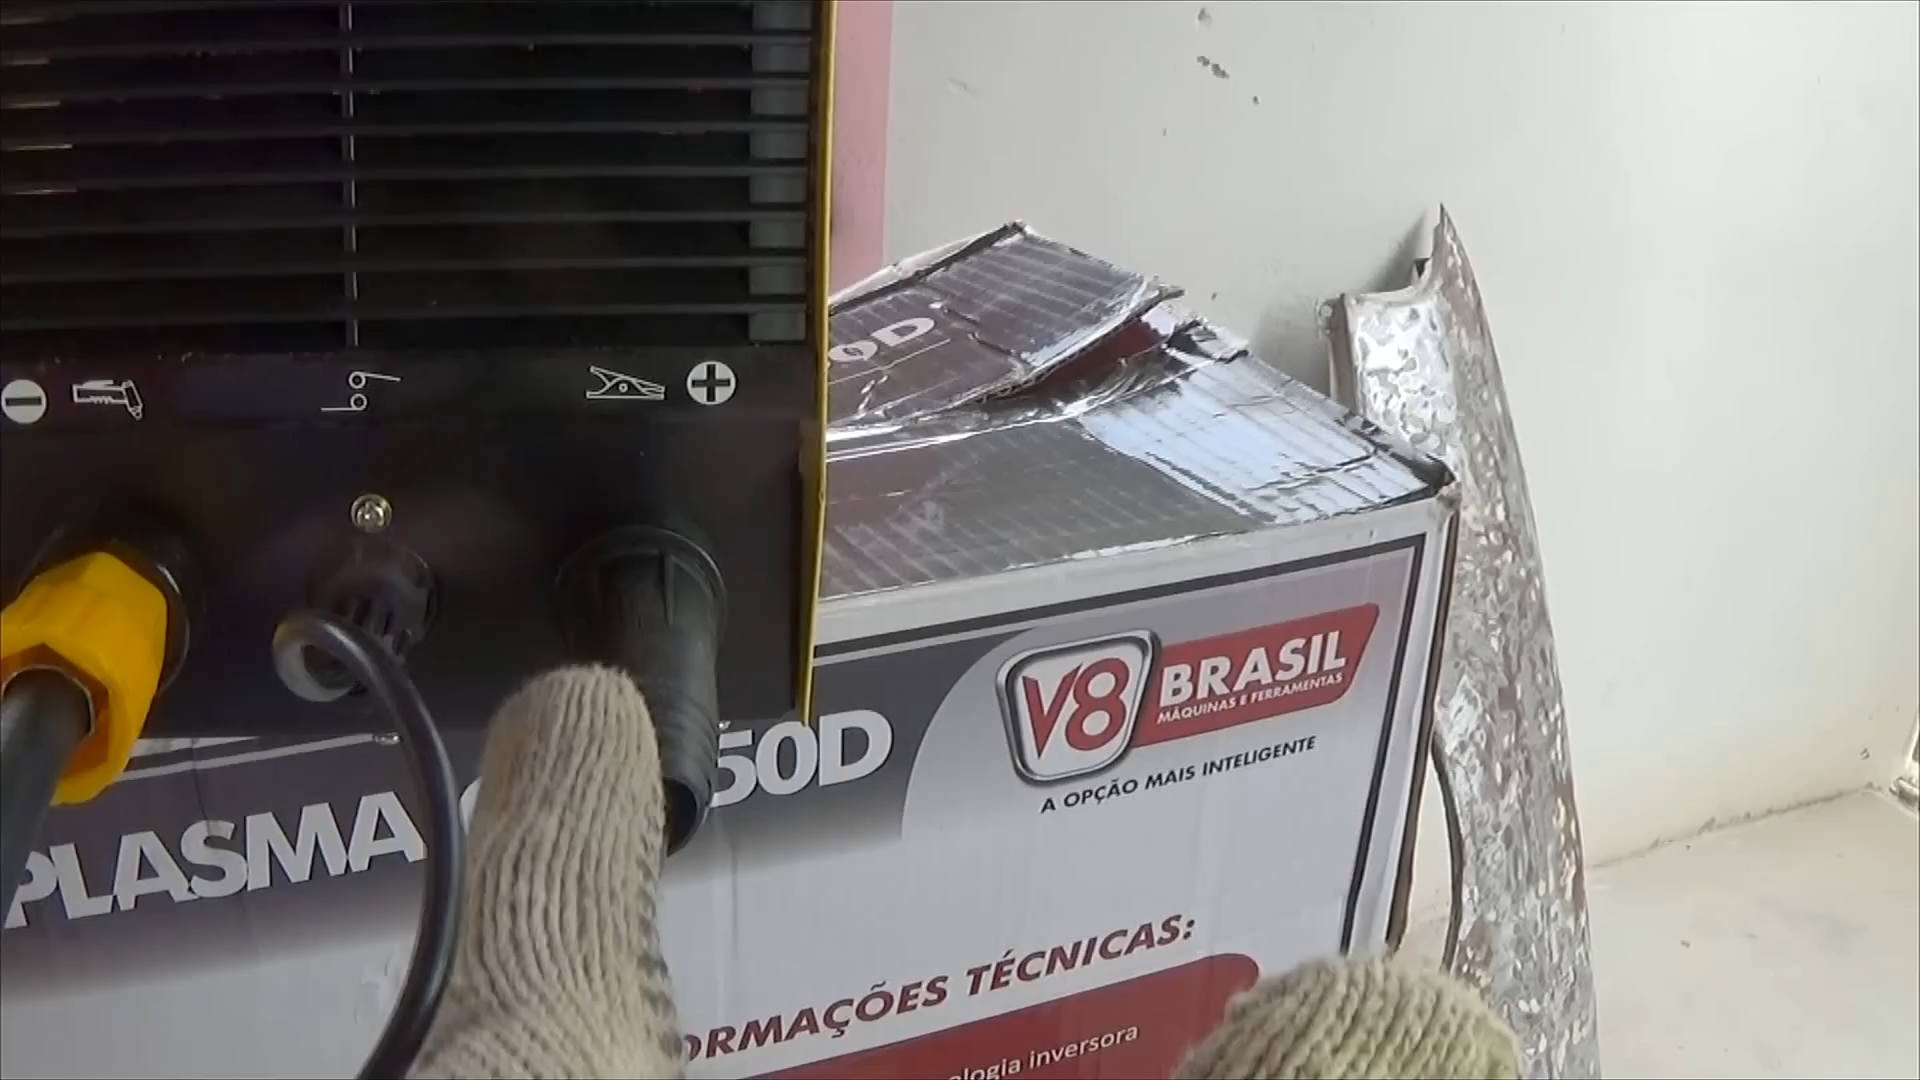 0D
V8 BRASIL
MÁQUINAS E FERRAMENTAS
A OPÇÃO MAIS INTELIGENTE
PLASMA 50D
ORMAÇÕES TÉCNICAS:
ologia inversora